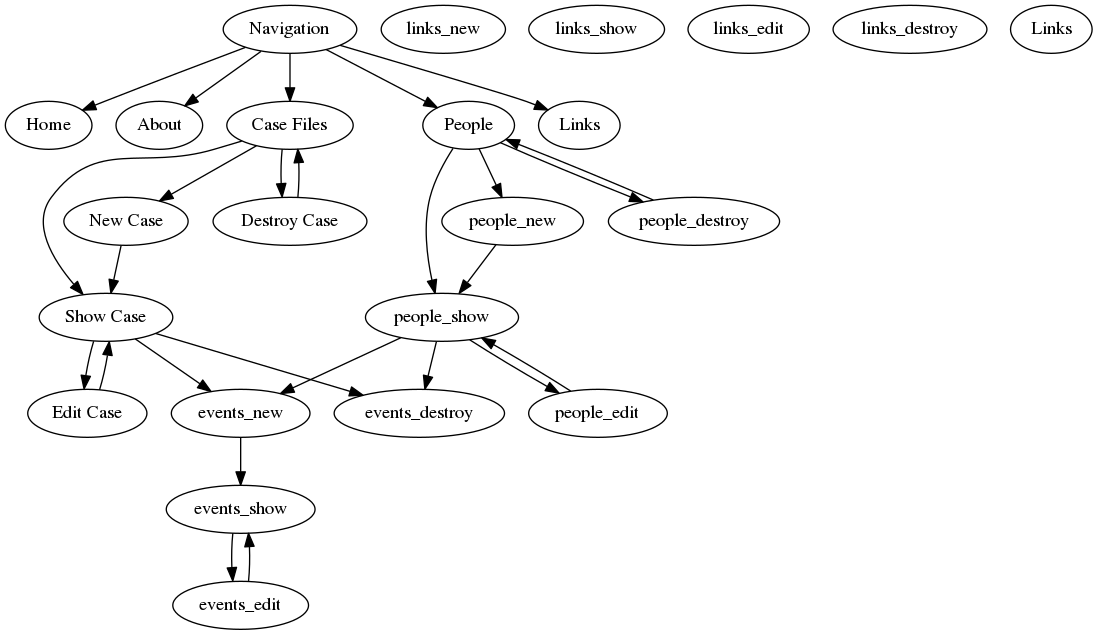 Navigation
links_new
links_show
links_edit
links_destroy
Links
Home
About
Case Files
People
Links
New Case
Destroy Case
people_new
people_destroy
Show Case
people_show
Edit Case
events_new
events_destroy
people_edit
events_show
events_edit